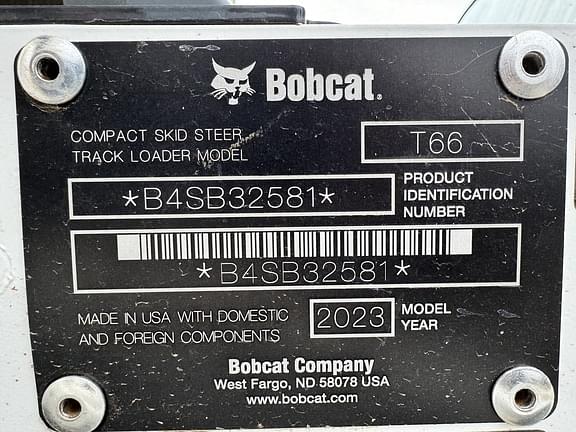 Bobcat®
COMPACT SKID STEER
TRACK LOADER MODEL
T66
*B4SB32581*
PRODUCT
IDENTIFICATION
NUMBER
*B4SB32581*
MADE IN USA WITH DOMESTIC
AND FOREIGN COMPONENTS
2023
MODEL
YEAR
Bobcat Company
West Fargo, ND 58078 USA
www.bobcat.com